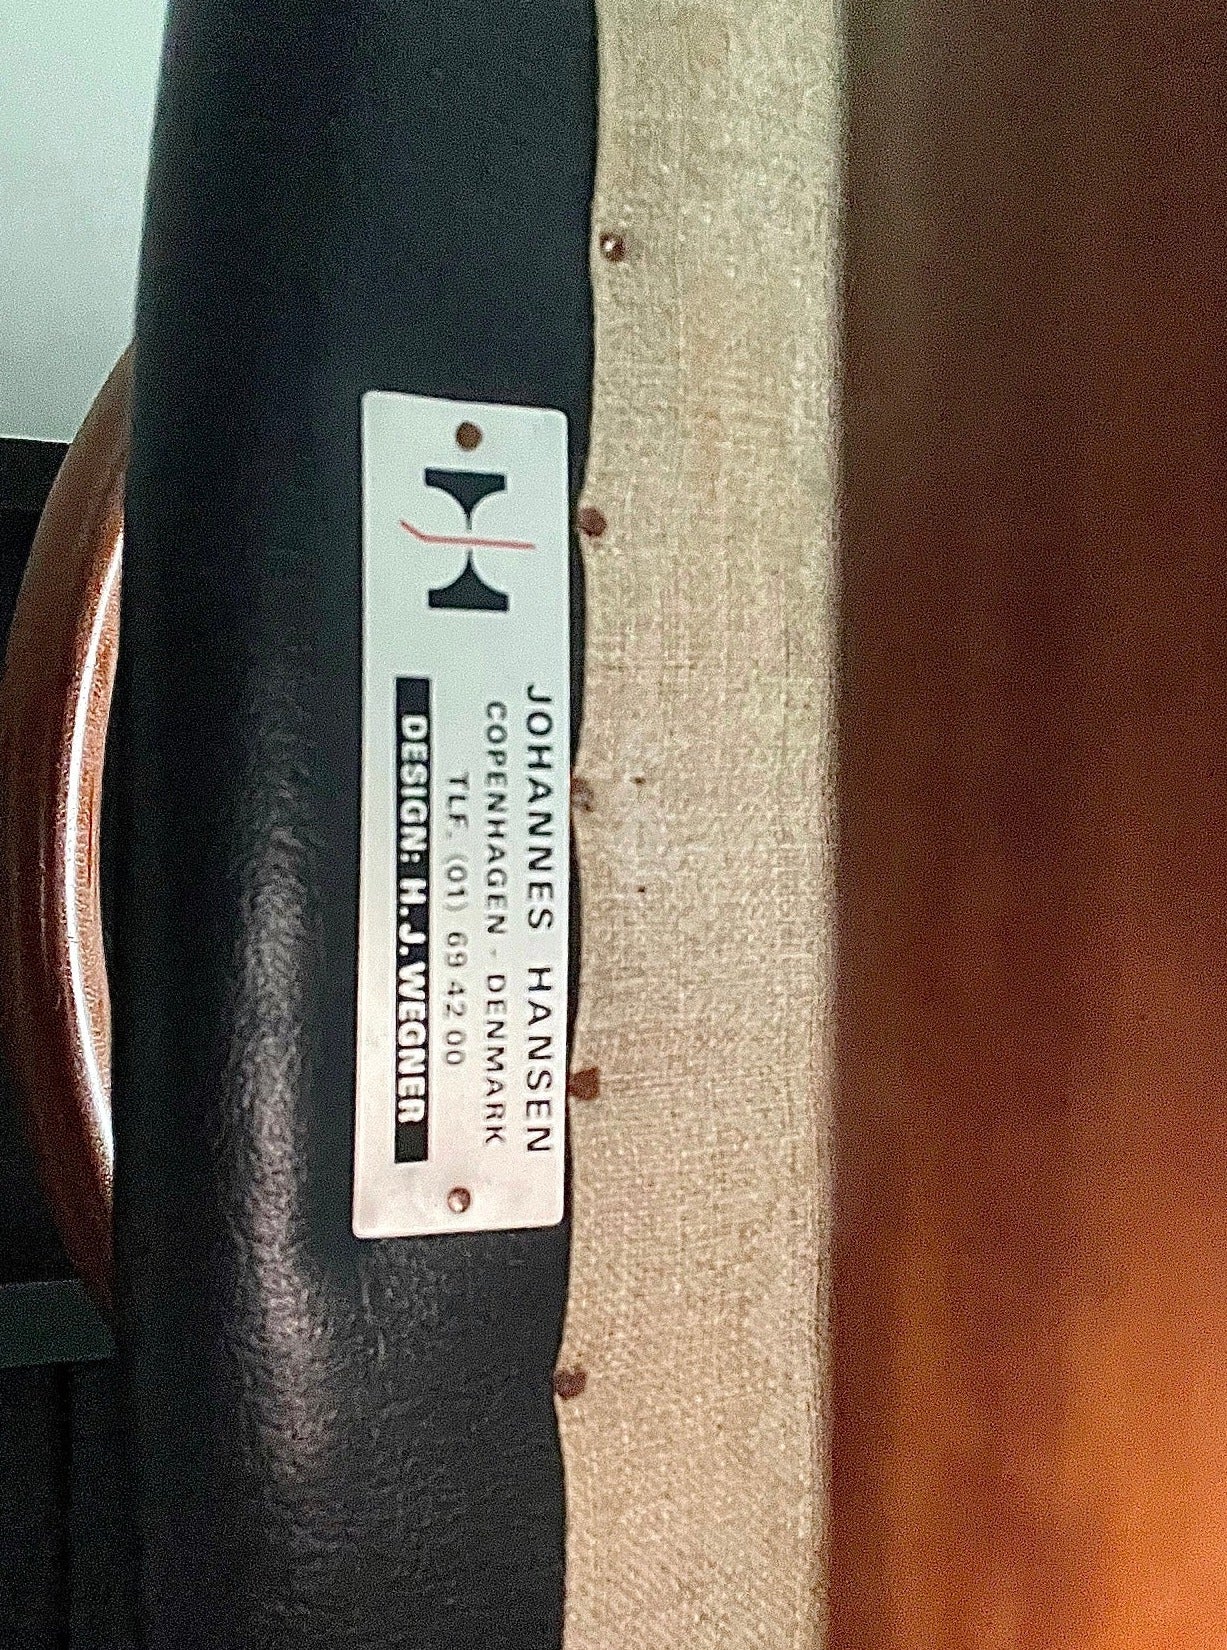 JOHANNES HANSEN
COPENHAGEN - DENMARK
TLF. (01) 69 42 00
DESIGN: H.J. WEGNER